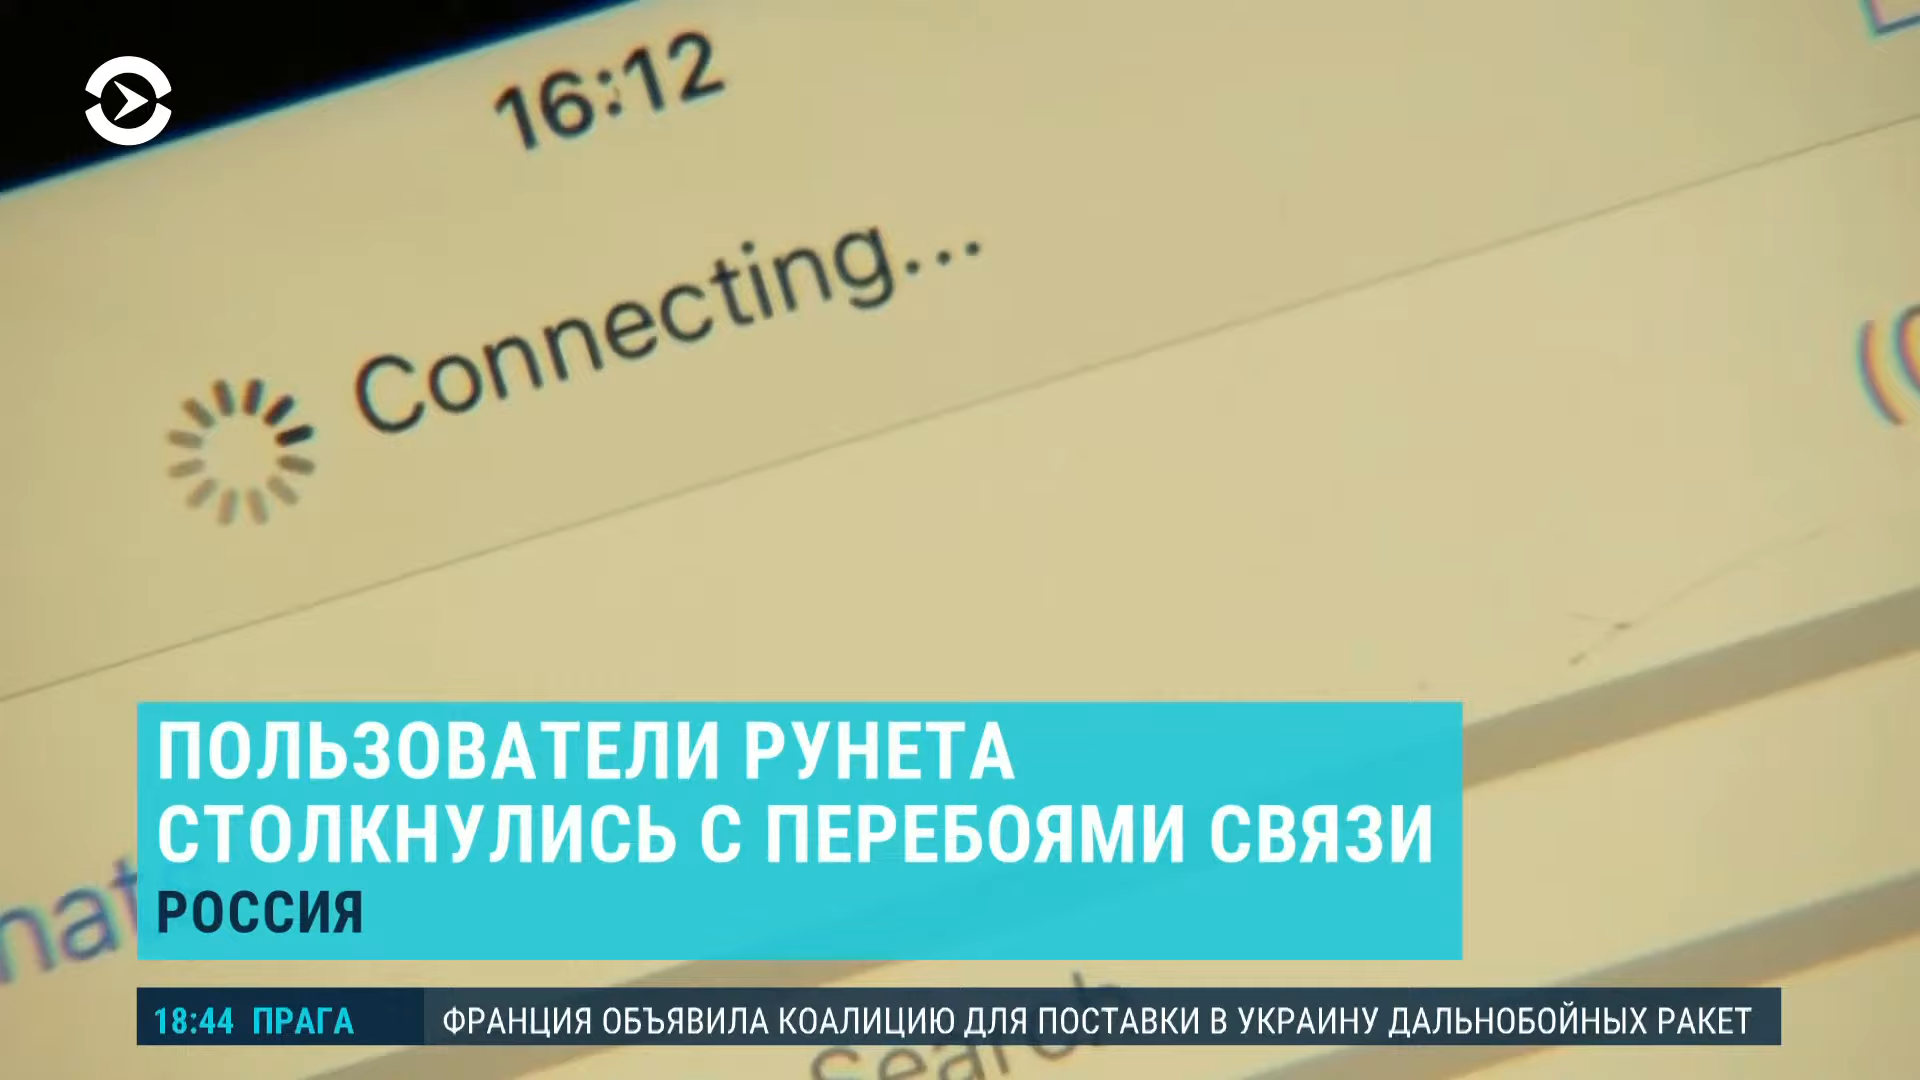 16:12
Connecting...
ПОЛЬЗОВАТЕЛИ РУНЕТА
СТОЛКНУЛИСЬ С ПЕРЕБОЯМИ СВЯЗИ
РОССИЯ
18:44 ПРАГА ФРАНЦИЯ ОБЪЯВИЛА КОАЛИЦИЮ ДЛЯ ПОСТАВКИ В УКРАИНУ ДАЛЬНОБОЙНЫХ РАКЕТ
Search